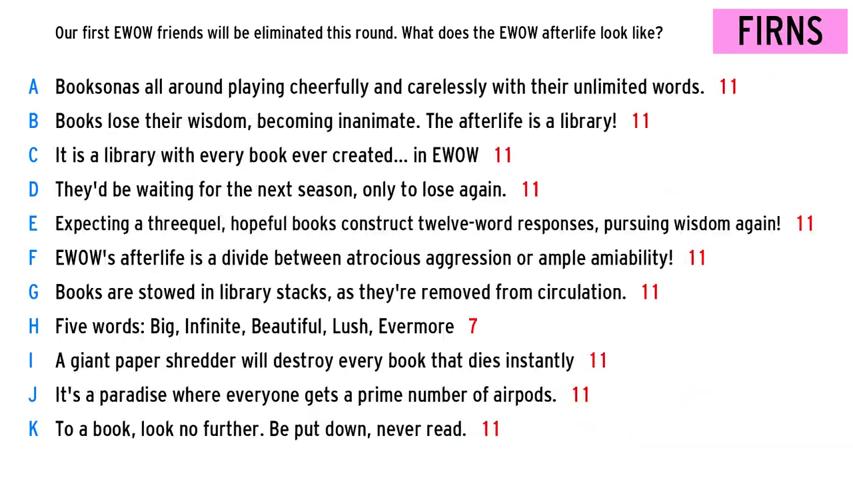 Our first EWOW friends will be eliminated this round. What does the EWOW afterlife look like?
FIRNS
A Booksonas all around playing cheerfully and carelessly with their unlimited words. 11
B Books lose their wisdom, becoming inanimate. The afterlife is a library! 11
C It is a library with every book ever created... in EWOW 11
D They'd be waiting for the next season, only to lose again. 11
E Expecting a threequel, hopeful books construct twelve-word responses, pursuing wisdom again! 11
F EWOW's afterlife is a divide between atrocious aggression or ample amiability! 11
G Books are stowed in library stacks, as they're removed from circulation. 11
H Five words: Big, Infinite, Beautiful, Lush, Evermore 7
I A giant paper shredder will destroy every book that dies instantly 11
J It's a paradise where everyone gets a prime number of airpods. 11
K To a book, look no further. Be put down, never read. 11